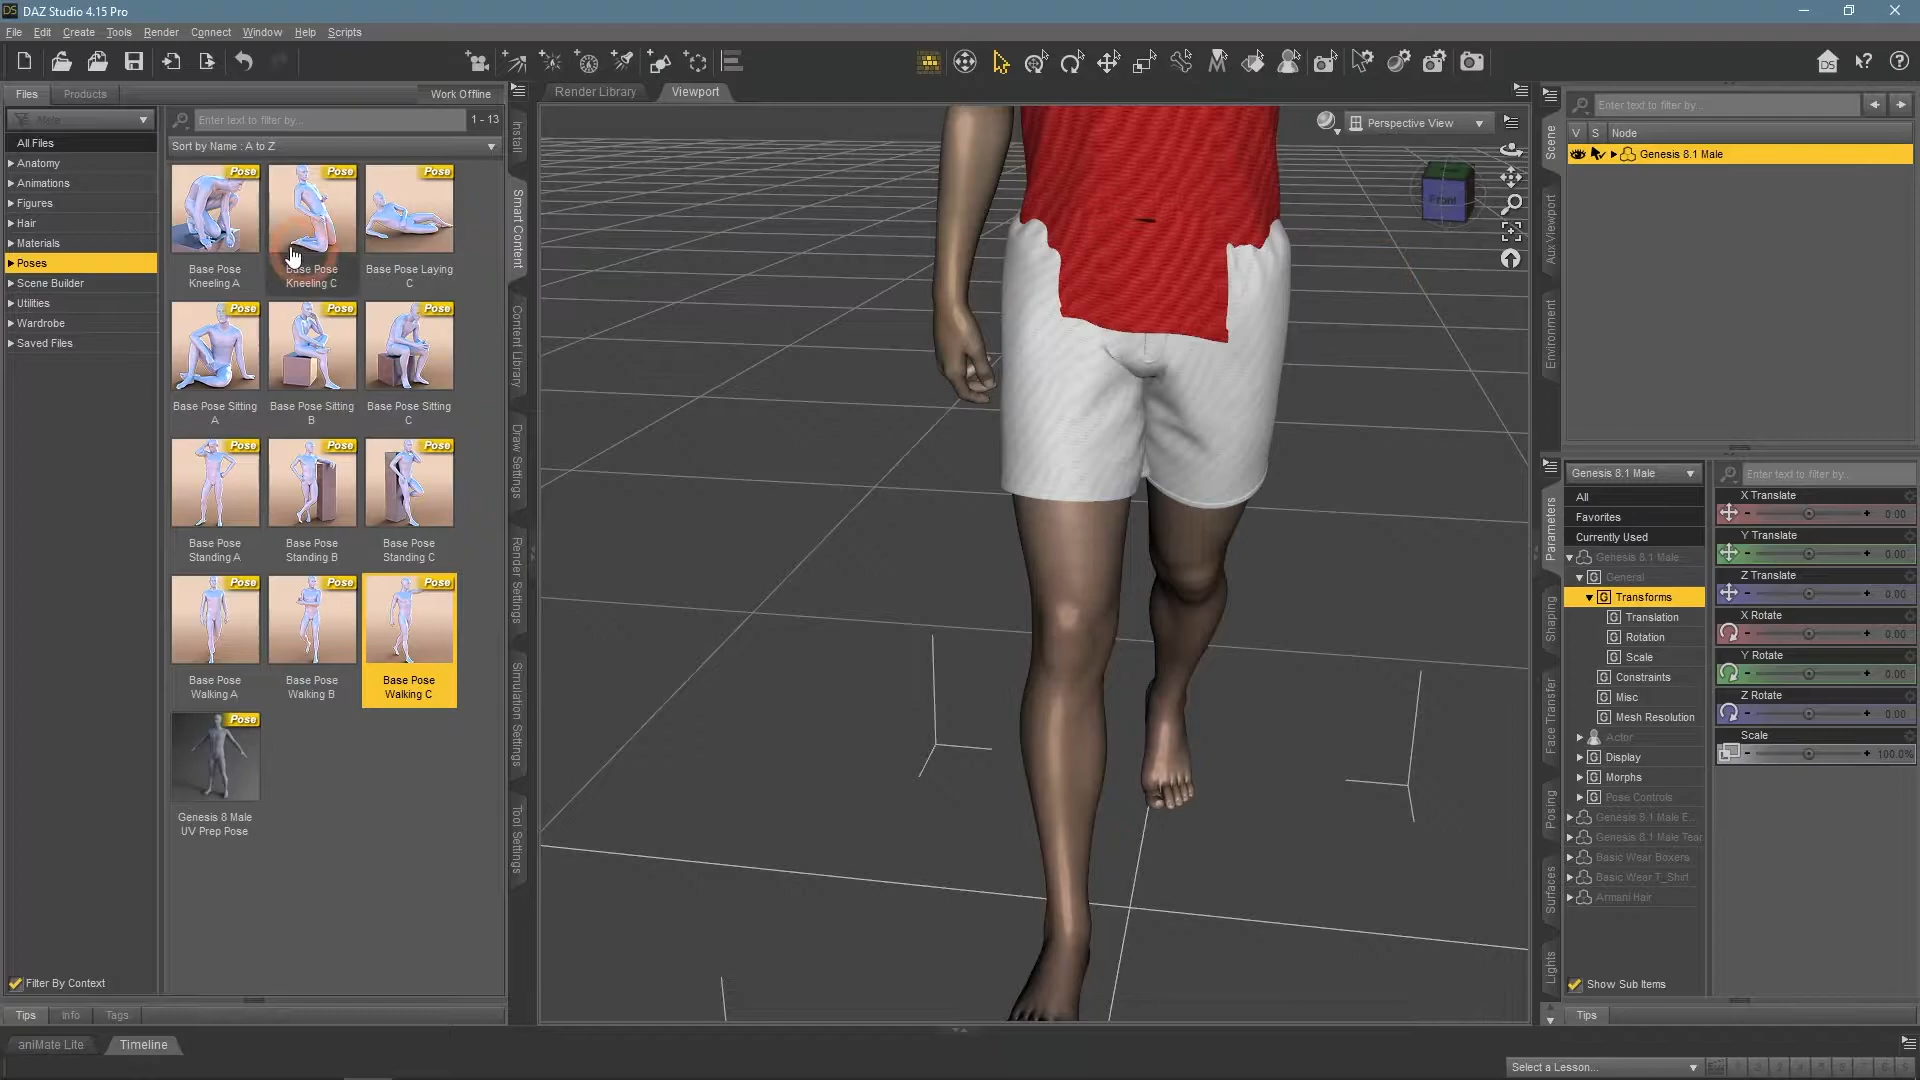 DAZ Studio 4.15 Pro
File Edit Create Tools Render Connect Window Help Scripts
Files Products Work Offline
Enter text to filter by... 1 - 13
Sort by Name : A to Z
All Files
Anatomy
Animations
Figures
Hair
Materials
Poses
Scene Builder
Utilities
Wardrobe
Saved Files
Filter By Context
Pose Pose Pose
Base Pose Kneeling A
Base Pose Kneeling C
Base Pose Laying C
Pose Pose Pose
Base Pose Sitting A
Base Pose Sitting B
Base Pose Sitting C
Pose Pose Pose
Base Pose Standing A
Base Pose Standing B
Base Pose Standing C
Pose Pose Pose
Base Pose Walking A
Base Pose Walking B
Base Pose Walking C
Pose
Genesis 8 Male UV Prep Pose
Tips Info Tags
Install
Smart Content
Content Library
Draw Settings
Render Settings
Simulation Settings
Tool Settings
Render Library Viewport
Perspective View
Front
Scene
Aux Viewport
Environment
Enter text to filter by...
V S Node
Genesis 8.1 Male
Parameters
Shaping
Face Transfer
Posing
Surfaces
Lights
Genesis 8.1 Male
All
Favorites
Currently Used
Genesis 8.1 Male
General
Transforms
Translation
Rotation
Scale
Constraints
Misc
Mesh Resolution
Actor
Display
Morphs
Pose Controls
Genesis 8.1 Male E...
Genesis 8.1 Male Tear
Basic Wear Boxers
Basic Wear T_Shirt
Armani Hair
Show Sub Items
Enter text to filter by...
X Translate
0.00
Y Translate
0.00
Z Translate
0.00
X Rotate
0.00
Y Rotate
0.00
Z Rotate
0.00
Scale
100.0%
Tips
aniMate Lite Timeline
Select a Lesson...